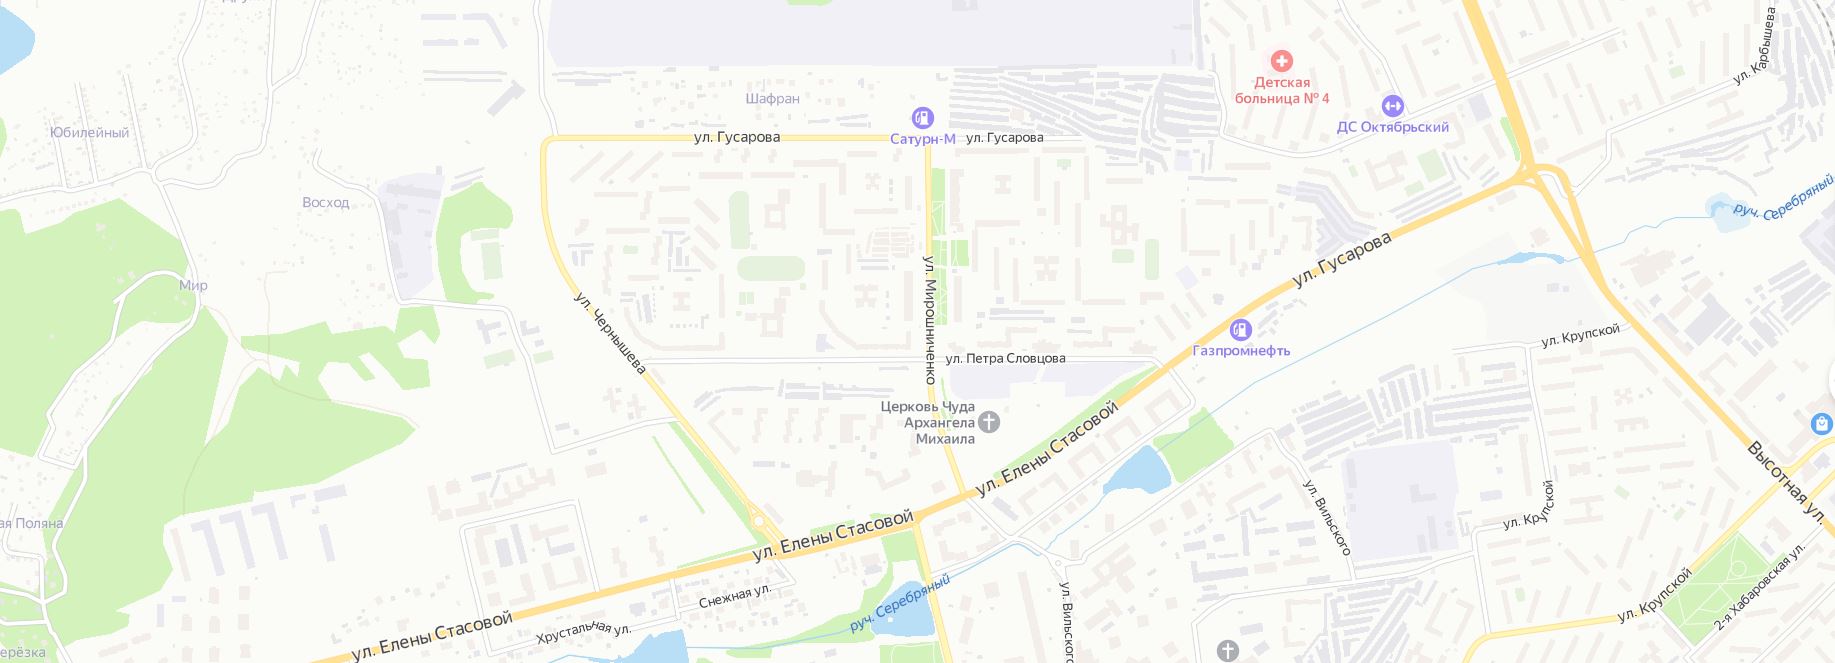 Шафран
Детская
больница № 4
ул. Карбышева
ДС Октябрьский
Юбилейный
ул. Гусарова
Сатурн-М
ул. Гусарова
Восход
руч. Серебряный
ул. Гусарова
Мир
ул. Чернышева
ул. Мирошниченко
Газпромнефть
ул. Крупской
ул. Петра Словцова
Церковь Чуда
Архангела
Михаила
ул. Елены Стасовой
Высотная ул.
ул. Вильского
ул. Крупской
ая Поляна
ул. Елены Стасовой
2-я Хабаровская ул.
руч. Серебряный
Снежная ул.
ул. Вильского
ул. Крупской
Хрустальная ул.
ул. Елены Стасовой
ерёзка